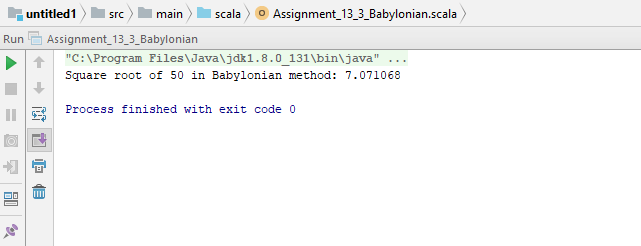 untitled1 src main scala Assignment_13_3_Babylonian.scala
Run Assignment_13_3_Babylonian
"C:\Program Files\Java\jdk1.8.0_131\bin\java" ...
Square root of 50 in Babylonian method: 7.071068
Process finished with exit code 0